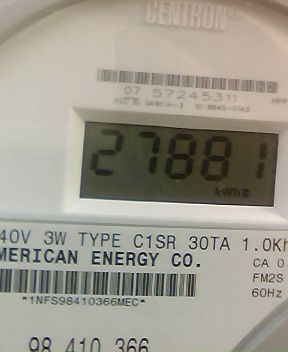 CENTRON®
07 57245311
27881
kWh
40V 3W TYPE C1SR 30TA 1.0Kh
MERICAN ENERGY CO.
CA 0
FM2S
*1NFS98410366MEC*
60Hz
98 410 366